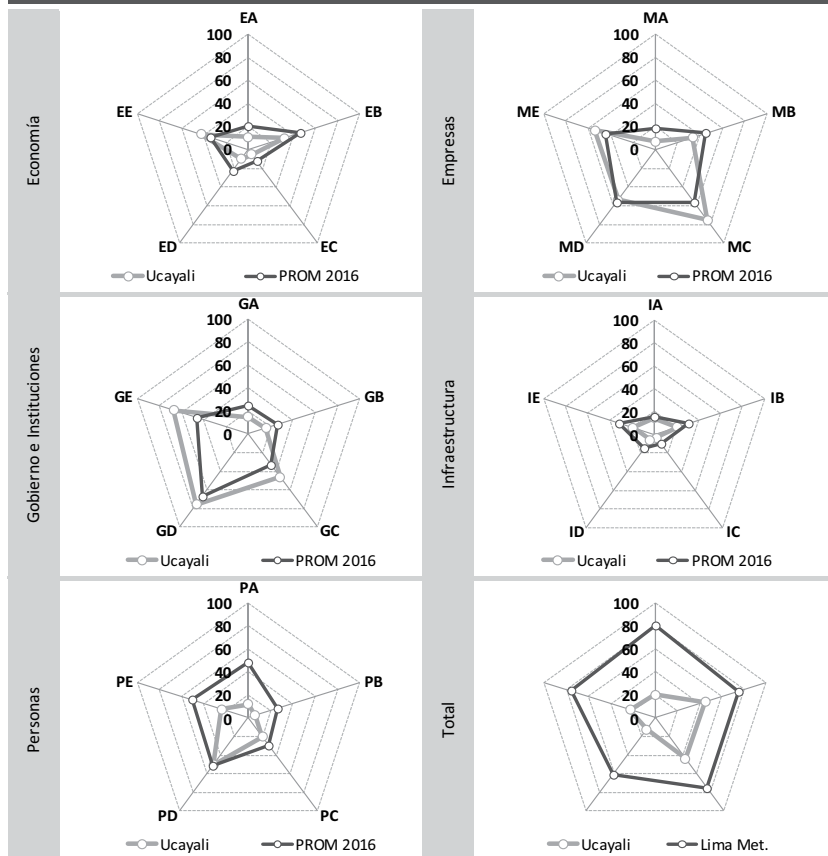 Economía
EA
100
80
60
40
20
0
EB
EC
ED
EE
Ucayali
PROM 2016
Empresas
MA
100
80
60
40
20
0
MB
MC
MD
ME
Ucayali
PROM 2016
Gobierno e Instituciones
GA
100
80
60
40
20
0
GB
GC
GD
GE
Ucayali
PROM 2016
Infraestructura
IA
100
80
60
40
20
0
IB
IC
ID
IE
Ucayali
PROM 2016
Personas
PA
100
80
60
40
20
0
PB
PC
PD
PE
Ucayali
PROM 2016
Total
100
80
60
40
20
0
Ucayali
Lima Met.